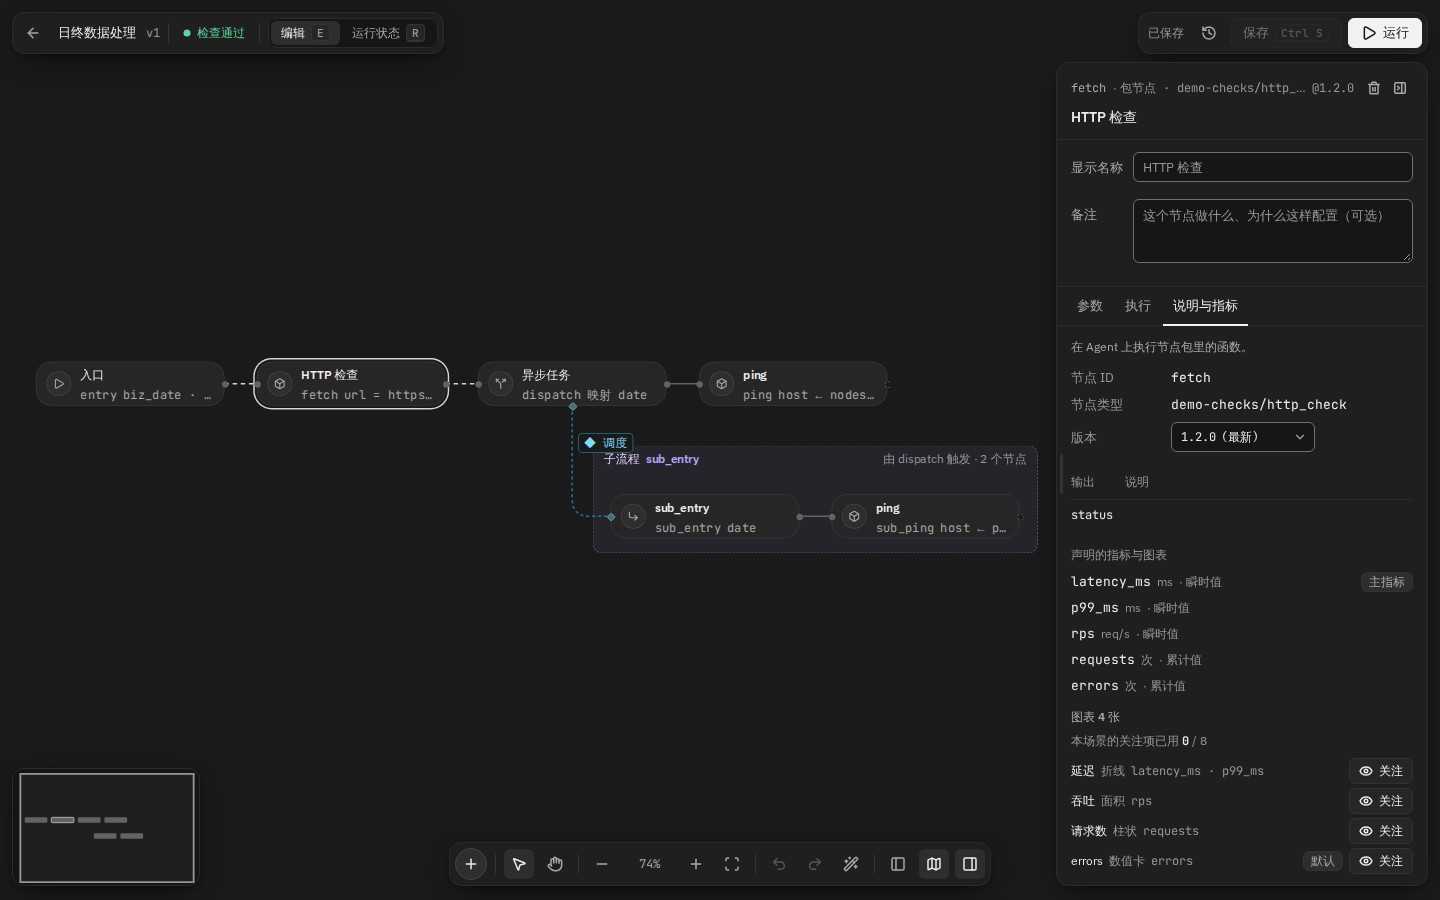 日终数据处理 v1 检查通过 编辑 E 运行状态 R
已保存 保存 Ctrl S 运行
fetch · 包节点 · demo-checks/http_… @1.2.0
HTTP 检查
显示名称 HTTP 检查
备注 这个节点做什么、为什么这样配置（可选）
参数 执行 说明与指标
在 Agent 上执行节点包里的函数。
节点 ID fetch
节点类型 demo-checks/http_check
版本 1.2.0 (最新)
输出 说明
status
声明的指标与图表
latency_ms ms · 瞬时值 主指标
p99_ms ms · 瞬时值
rps req/s · 瞬时值
requests 次 · 累计值
errors 次 · 累计值
图表 4 张
本场景的关注项已用 0 / 8
延迟 折线 latency_ms · p99_ms 关注
吞吐 面积 rps 关注
请求数 柱状 requests 关注
errors 数值卡 errors 默认 关注
入口
entry biz_date · …
HTTP 检查
fetch url = https…
异步任务
dispatch 映射 date
ping
ping host ← nodes…
调度
子流程 sub_entry 由 dispatch 触发 · 2 个节点
sub_entry
sub_entry date
ping
sub_ping host ← p…
74%